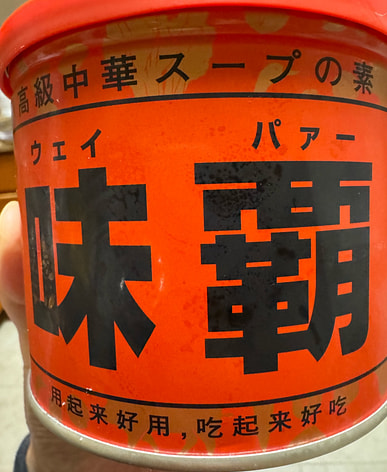 高級中華スープの素
ウェイ パァー
味覇
用起来好用,吃起来好吃